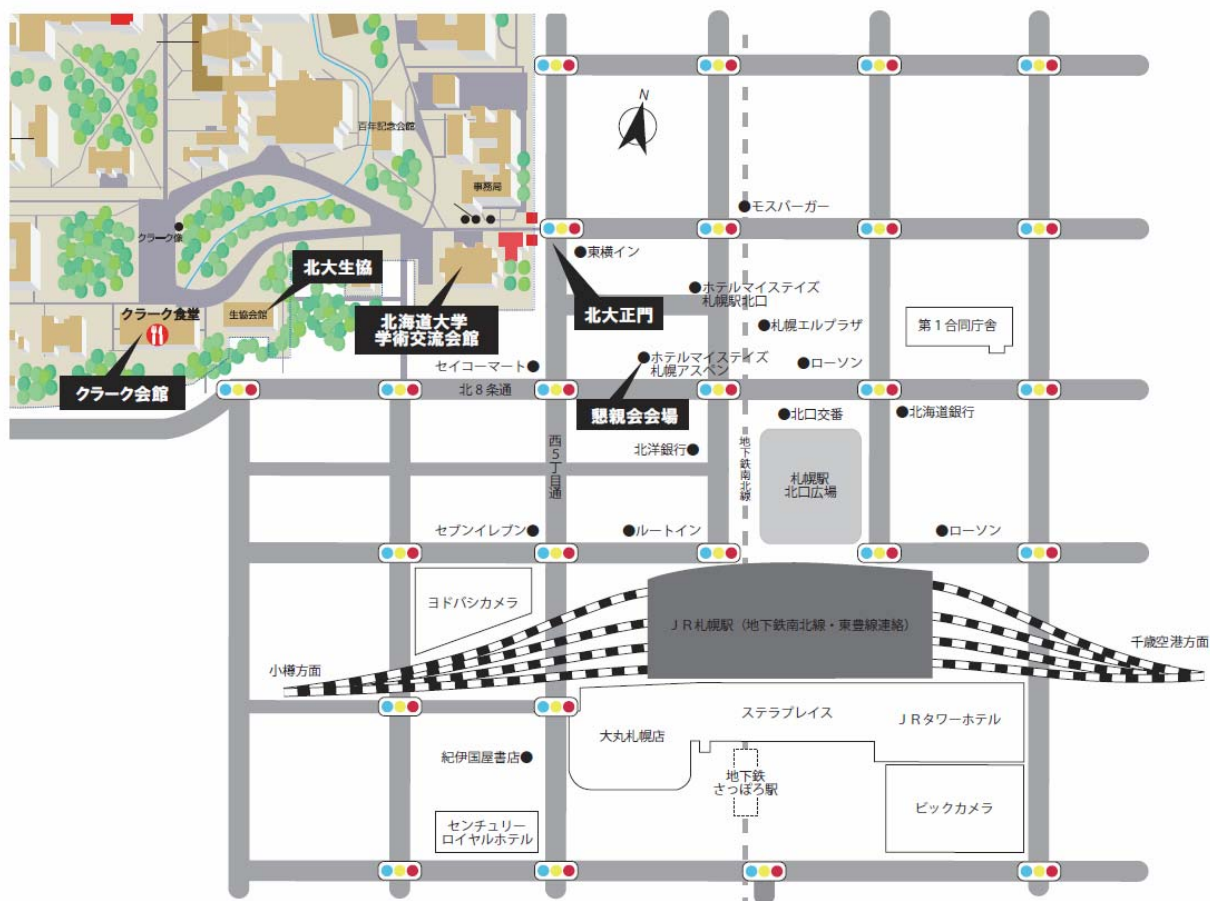 N
百年記念会館
事務局
モスバーガー
クラーク像
東横イン
北大生協
北大正門
ホテルマイステイズ
札幌駅北口
北海道大学
学術交流会館
クラーク食堂
生協会館
札幌エルプラザ
第1合同庁舎
クラーク会館
セイコーマート
ホテルマイステイズ
札幌アスペン
ローソン
北8条通
懇親会会場
北口交番
北海道銀行
西5丁目通
北洋銀行
地下鉄南北線
札幌駅
北口広場
セブンイレブン
ルートイン
ローソン
ヨドバシカメラ
JR札幌駅(地下鉄南北線・東豊線連絡)
小樽方面
千歳空港方面
大丸札幌店
ステラプレイス
JRタワーホテル
紀伊国屋書店
地下鉄
さっぽろ駅
ビックカメラ
センチュリー
ロイヤルホテル